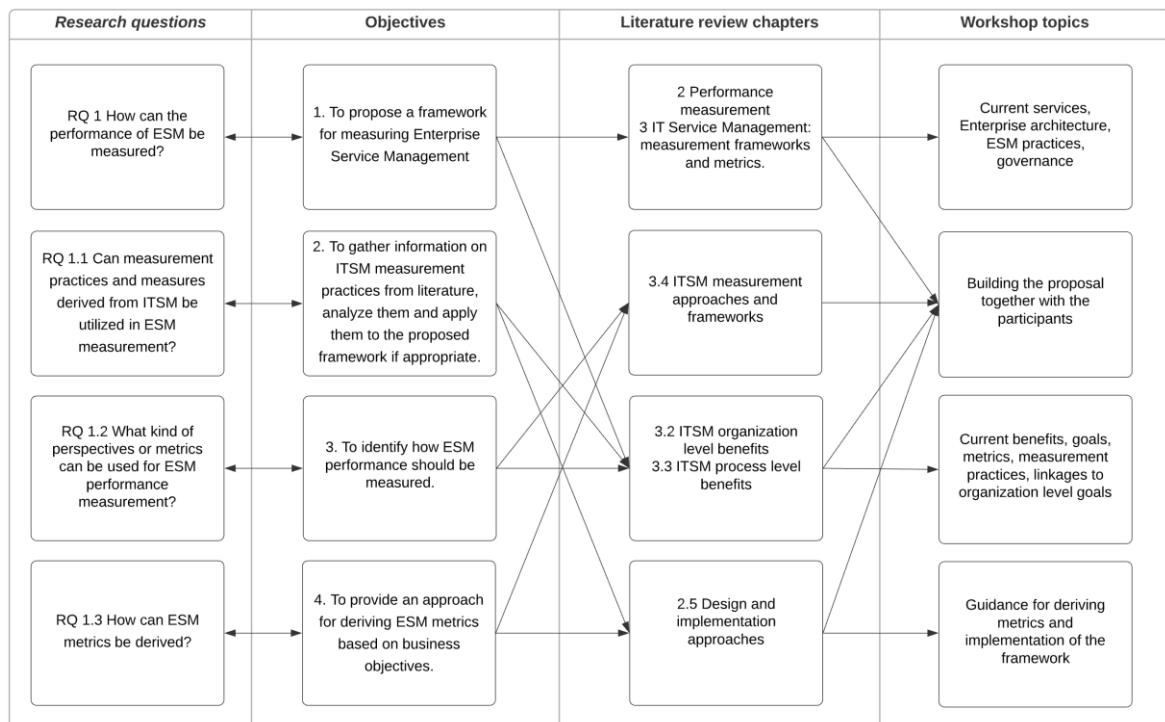 Research questions
Objectives
Literature review chapters
Workshop topics
RQ 1 How can the
performance of ESM be
measured?
1. To propose a framework
for measuring Enterprise
Service Management
2 Performance
measurement
3 IT Service Management:
measurement frameworks
and metrics.
Current services,
Enterprise architecture,
ESM practices,
governance
RQ 1.1 Can measurement
practices and measures
derived from ITSM be
utilized in ESM
measurement?
2. To gather information on
ITSM measurement
practices from literature,
analyze them and apply
them to the proposed
framework if appropriate.
3.4 ITSM measurement
approaches and
frameworks
Building the proposal
together with the
participants
RQ 1.2 What kind of
perspectives or metrics
can be used for ESM
performance
measurement?
3. To identify how ESM
performance should be
measured.
3.2 ITSM organization
level benefits
3.3 ITSM process level
benefits
Current benefits, goals,
metrics, measurement
practices, linkages to
organization level goals
RQ 1.3 How can ESM
metrics be derived?
4. To provide an approach
for deriving ESM metrics
based on business
objectives.
2.5 Design and
implementation
approaches
Guidance for deriving
metrics and
implementation of the
framework